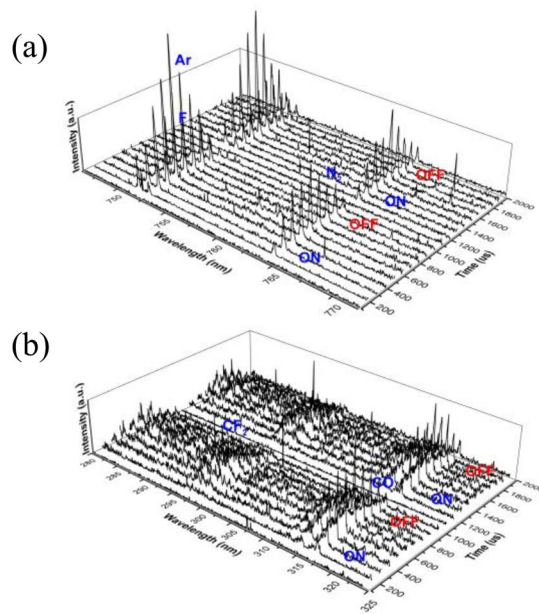 (a)
Ar
F
N2
OFF
ON
OFF
ON
Intensity (a.u.)
750
755
760
765
770
Wavelength (nm)
200
400
600
800
1000
1200
1400
1600
1800
2000
Time (us)
(b)
CF2
CO
OFF
ON
OFF
ON
Intensity (a.u.)
280
285
290
295
300
305
310
315
320
325
Wavelength (nm)
200
400
600
800
1000
1200
1400
1600
1800
2000
Time (us)